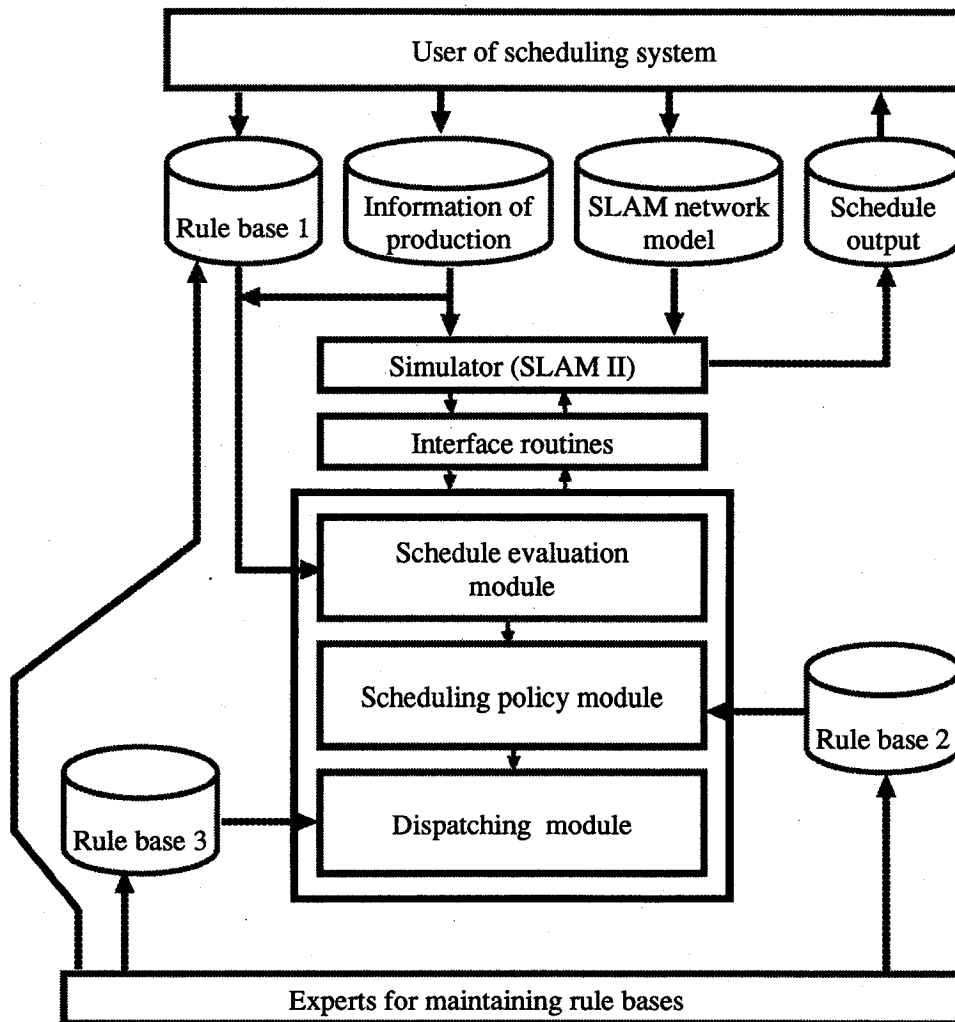 User of scheduling system
Rule base 1
Information of
production
SLAM network
model
Schedule
output
Simulator (SLAM II)
Interface routines
Schedule evaluation
module
Scheduling policy module
Rule base 2
Dispatching module
Rule base 3
Experts for maintaining rule bases